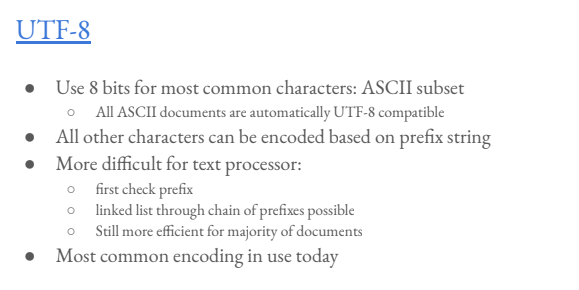 UTF-8
● Use 8 bits for most common characters: ASCII subset
○ All ASCII documents are automatically UTF-8 compatible
● All other characters can be encoded based on prefix string
● More difficult for text processor:
○ first check prefix
○ linked list through chain of prefixes possible
○ Still more efficient for majority of documents
● Most common encoding in use today